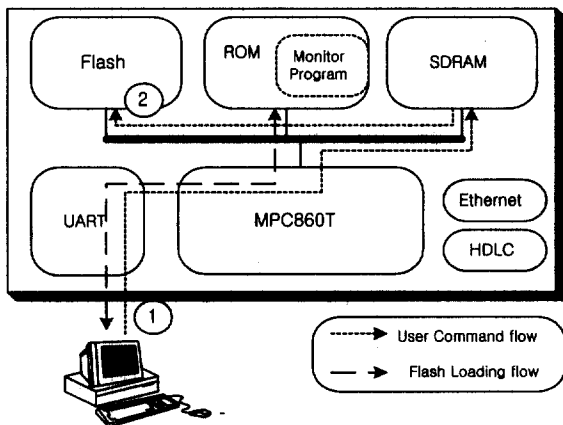 Flash
ROM
Monitor
Program
SDRAM
2
UART
MPC860T
Ethernet
HDLC
1
User Command flow
Flash Loading flow